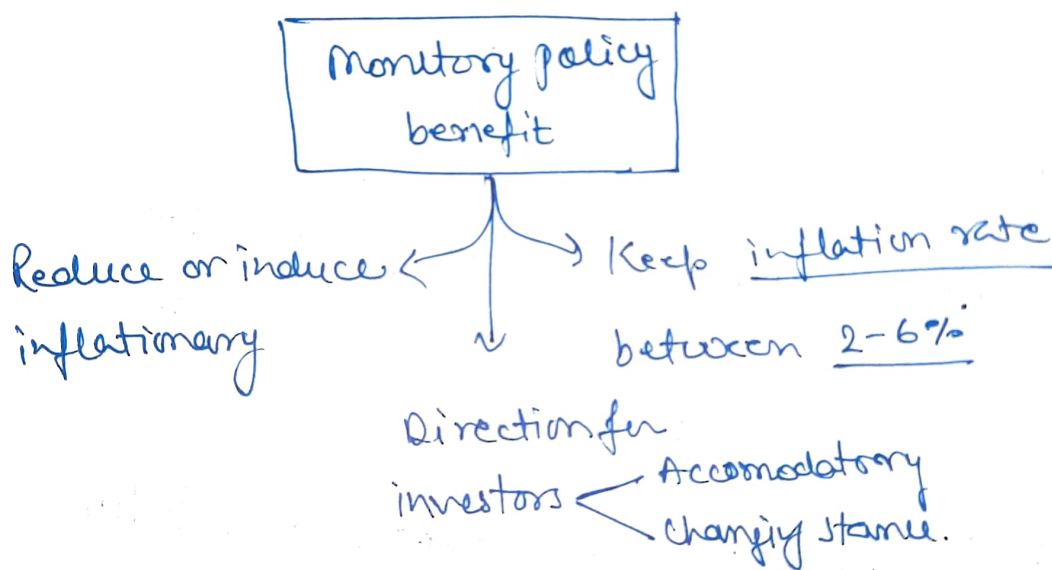 Monitory policy
benefit
Reduce or induce
inflationary
Keep inflation rate
between 2-6%
Direction for
investors
Accomodatory
Changing stance.